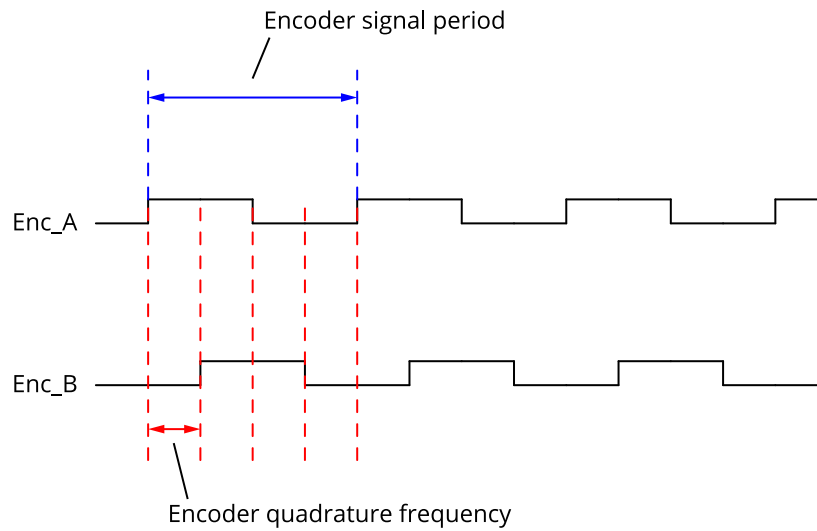 Encoder signal period
Enc_A
Enc_B
Encoder quadrature frequency